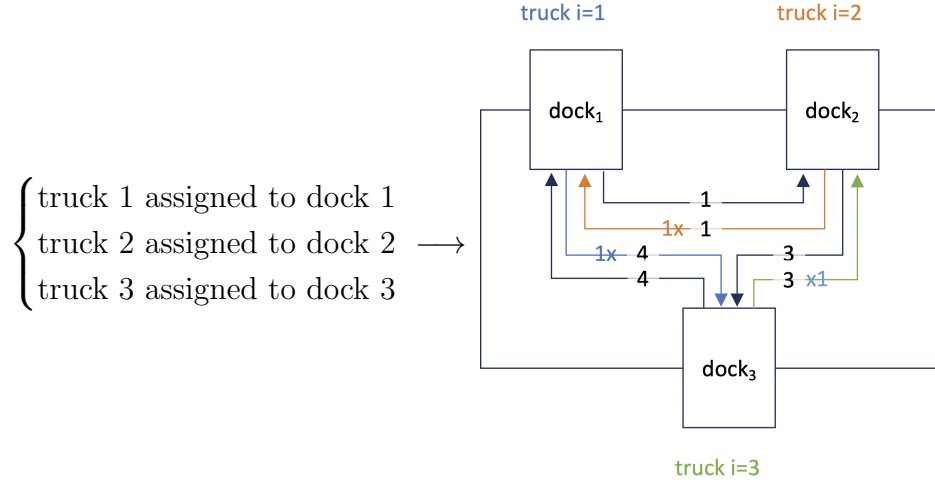 truck i=1
truck i=2
dock₁
dock₂
truck 1 assigned to dock 1
truck 2 assigned to dock 2
truck 3 assigned to dock 3
1
1x 1
1x 4
3
4
3 x1
dock₃
truck i=3